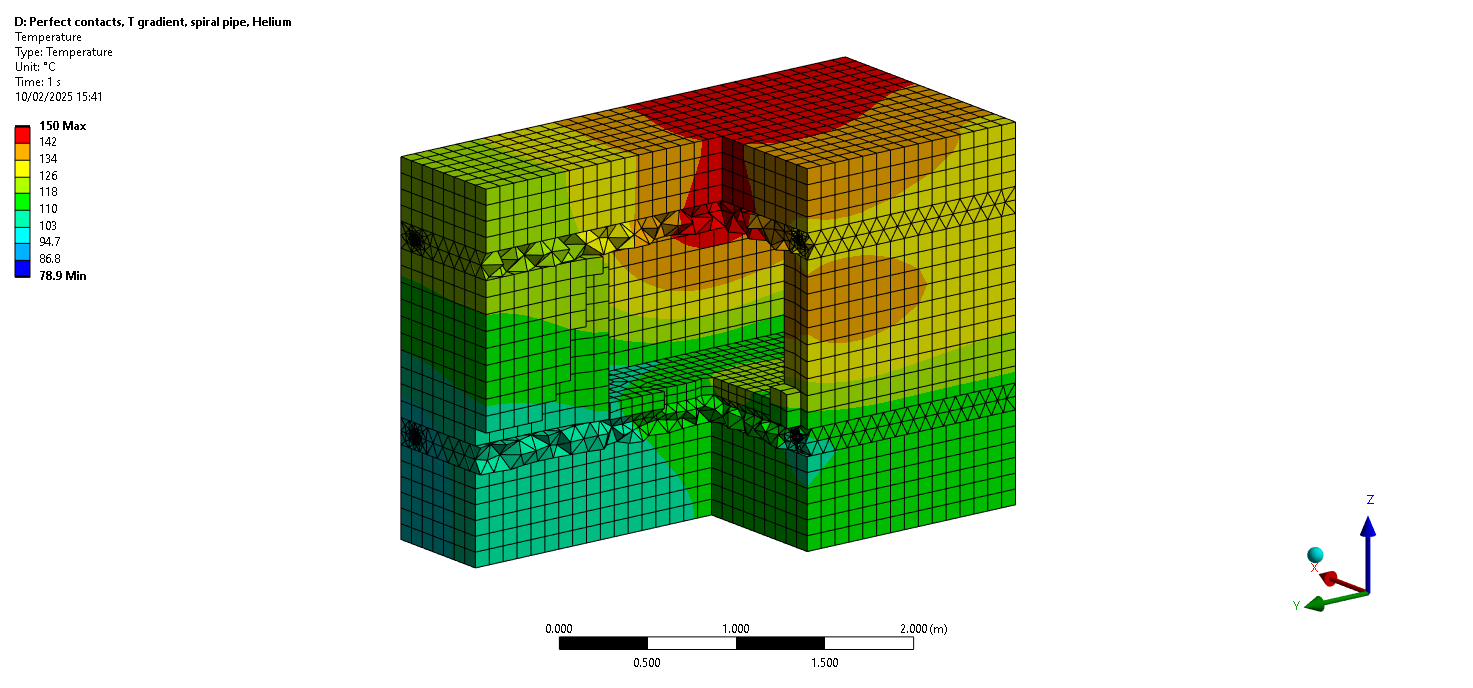 D: Perfect contacts, T gradient, spiral pipe, Helium
Temperature
Type: Temperature
Unit: °C
Time: 1 s
10/02/2025 15:41
150 Max
142
134
126
118
110
103
94.7
86.8
78.9 Min
Z
X
Y
0.000 1.000 2.000 (m)
0.500 1.500